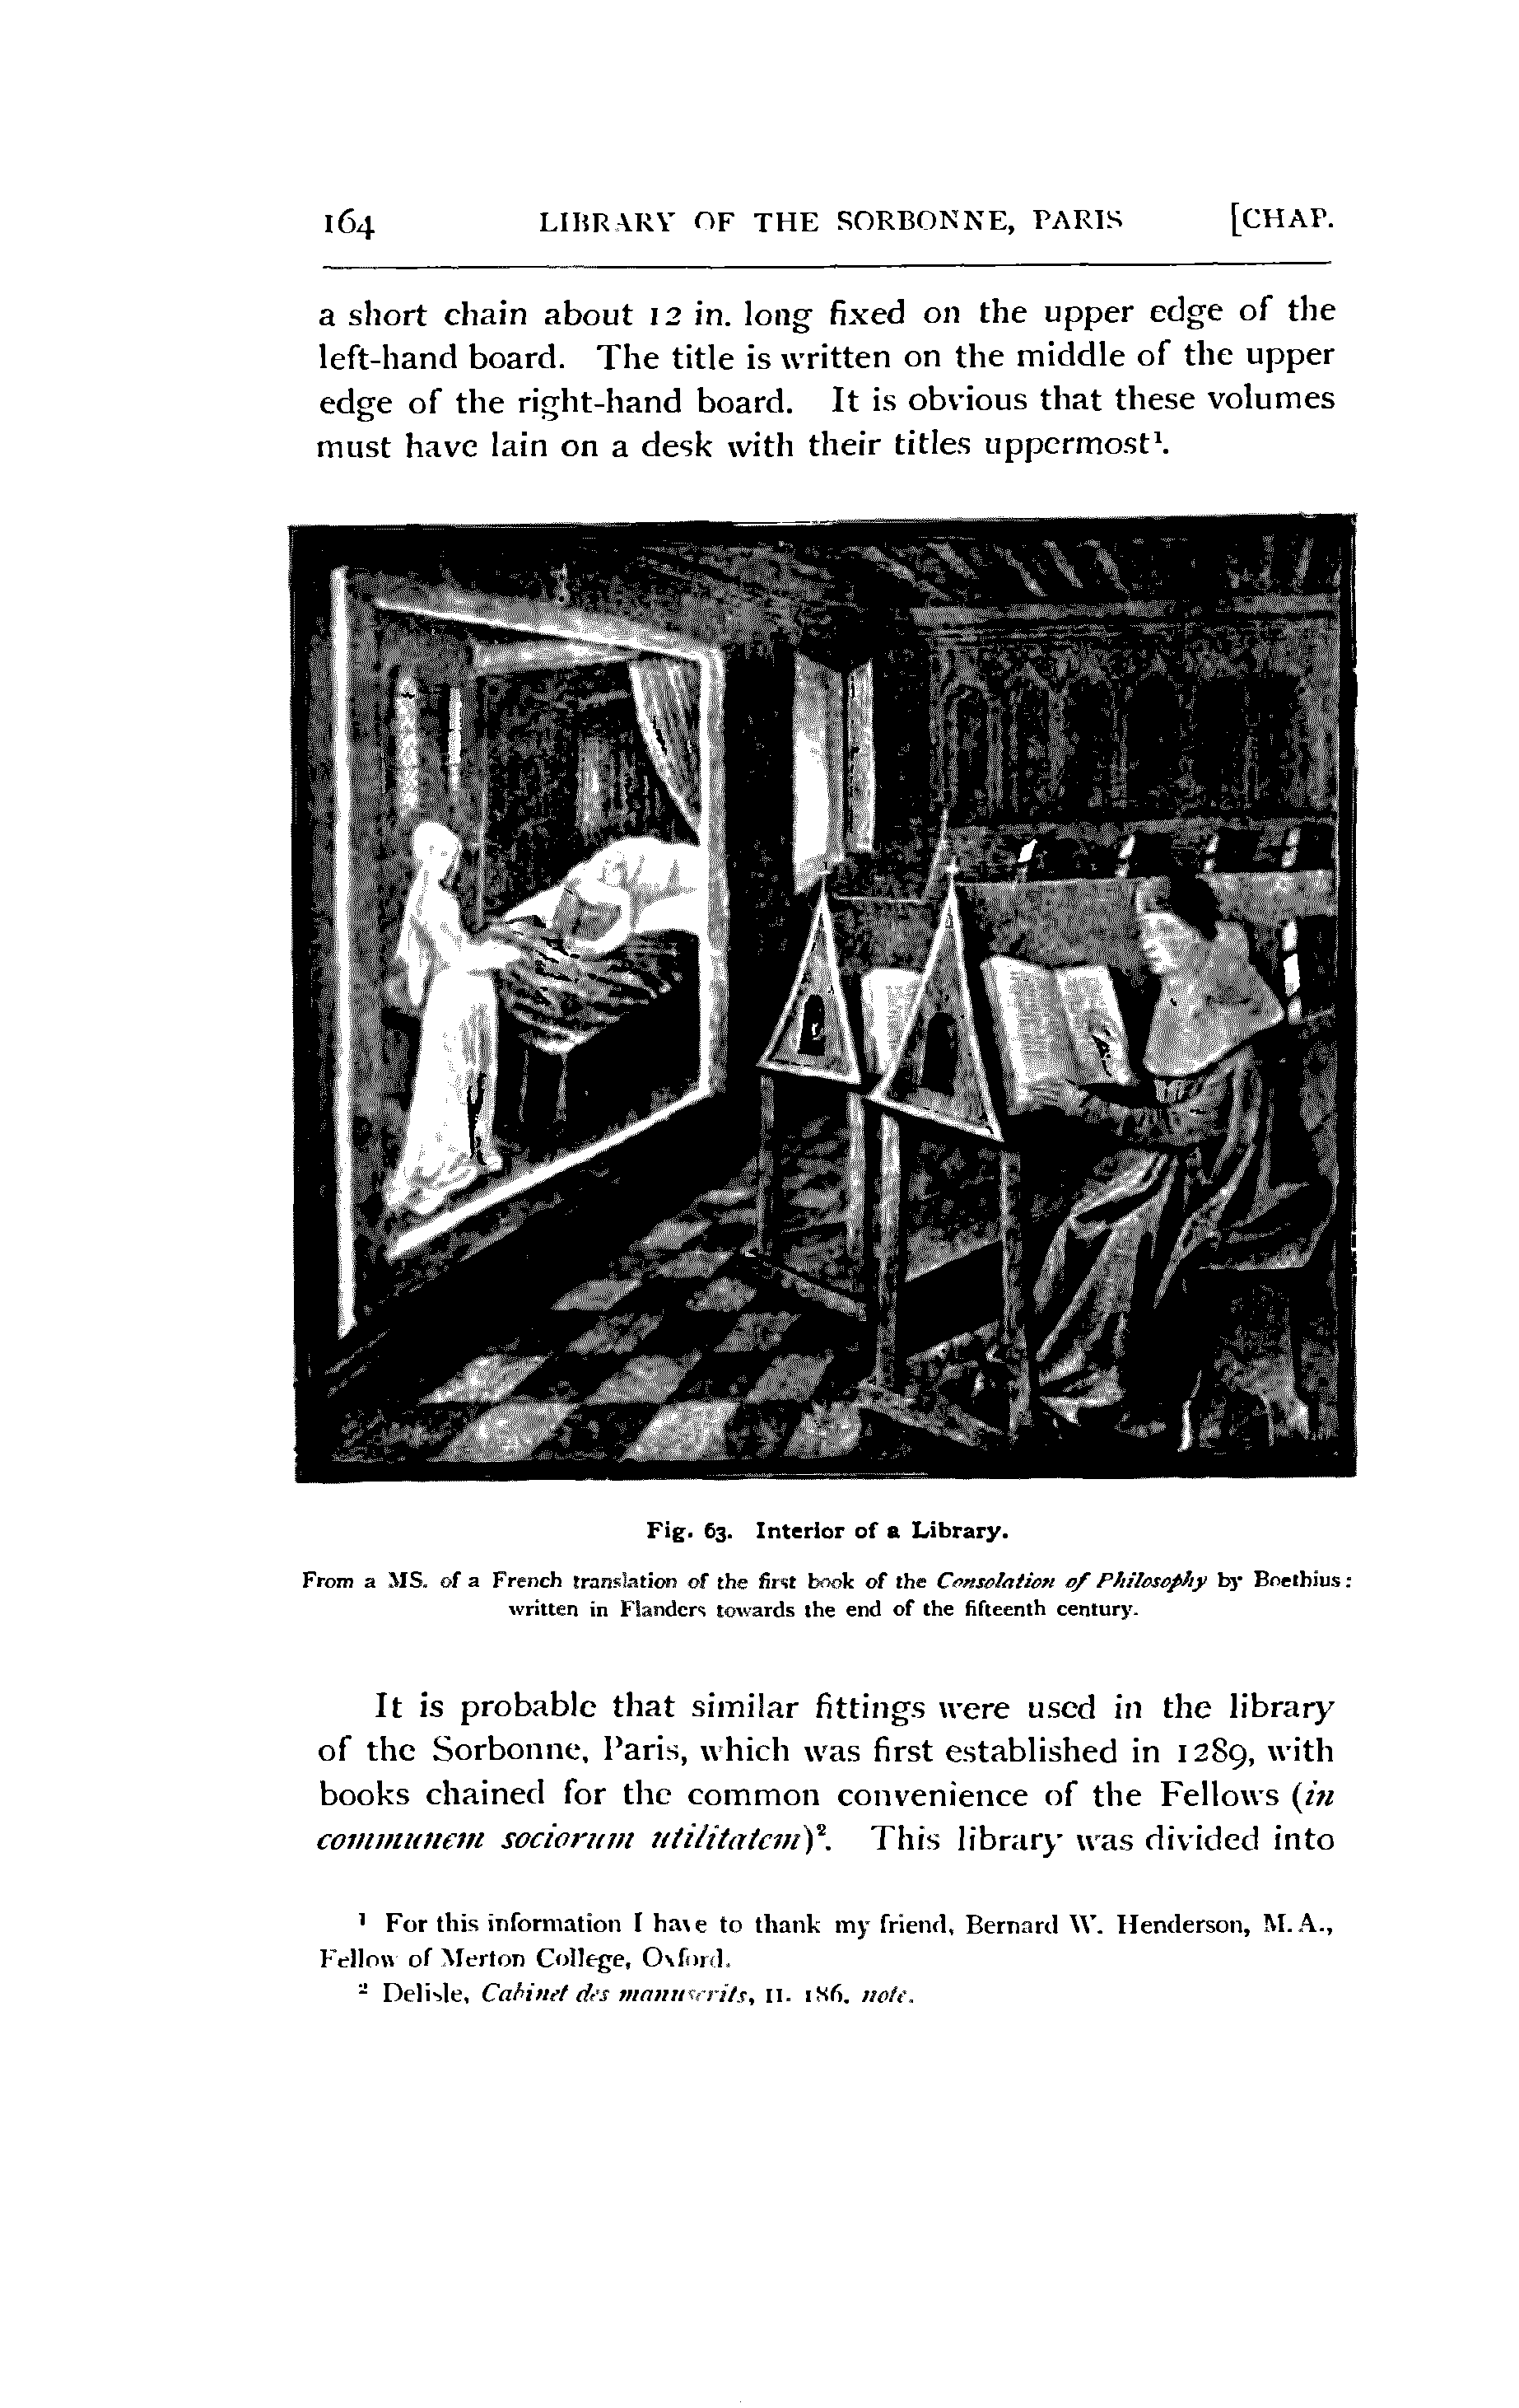 164 LIBRARY OF THE SORBONNE, PARIS [CHAP.
a short chain about 12 in. long fixed on the upper edge of the
left-hand board. The title is written on the middle of the upper
edge of the right-hand board. It is obvious that these volumes
must have lain on a desk with their titles uppermost¹.
Fig. 63. Interior of a Library.
From a MS. of a French translation of the first book of the Consolation of Philosophy by Boethius:
written in Flanders towards the end of the fifteenth century.
It is probable that similar fittings were used in the library
of the Sorbonne, Paris, which was first established in 1289, with
books chained for the common convenience of the Fellows (in
communem sociorum utilitatem)². This library was divided into
¹ For this information I have to thank my friend, Bernard W. Henderson, M.A.,
Fellow of Merton College, Oxford.
² Delisle, Cabinet des manuscrits, II. 186. note.